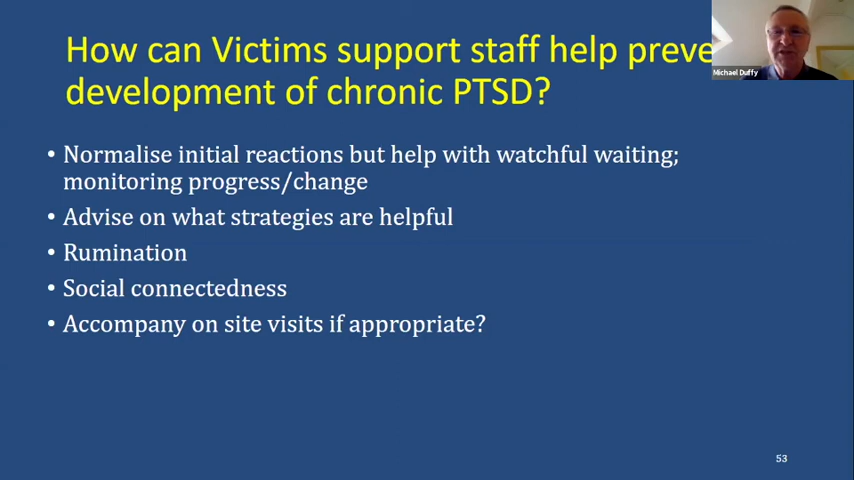 How can Victims support staff help preve
development of chronic PTSD?
• Normalise initial reactions but help with watchful waiting;
monitoring progress/change
• Advise on what strategies are helpful
• Rumination
• Social connectedness
• Accompany on site visits if appropriate?
Michael Duffy
53